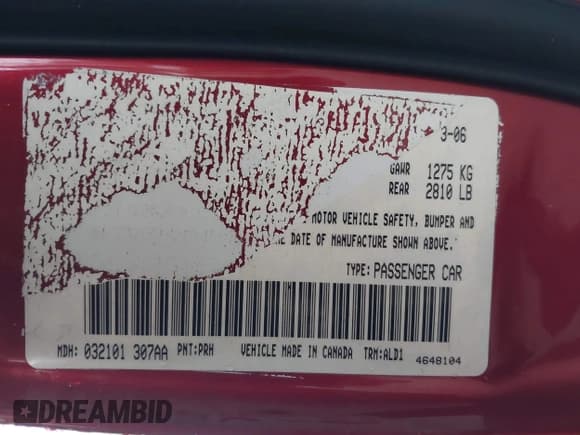 3-06
GAWR 1275 KG
REAR 2810 LB
MOTOR VEHICLE SAFETY, BUMPER AND
DATE OF MANUFACTURE SHOWN ABOVE.
TYPE: PASSENGER CAR
MDH: 032101 307AA PNT:PRH VEHICLE MADE IN CANADA TRM:ALD1
4648104
DREAMBID